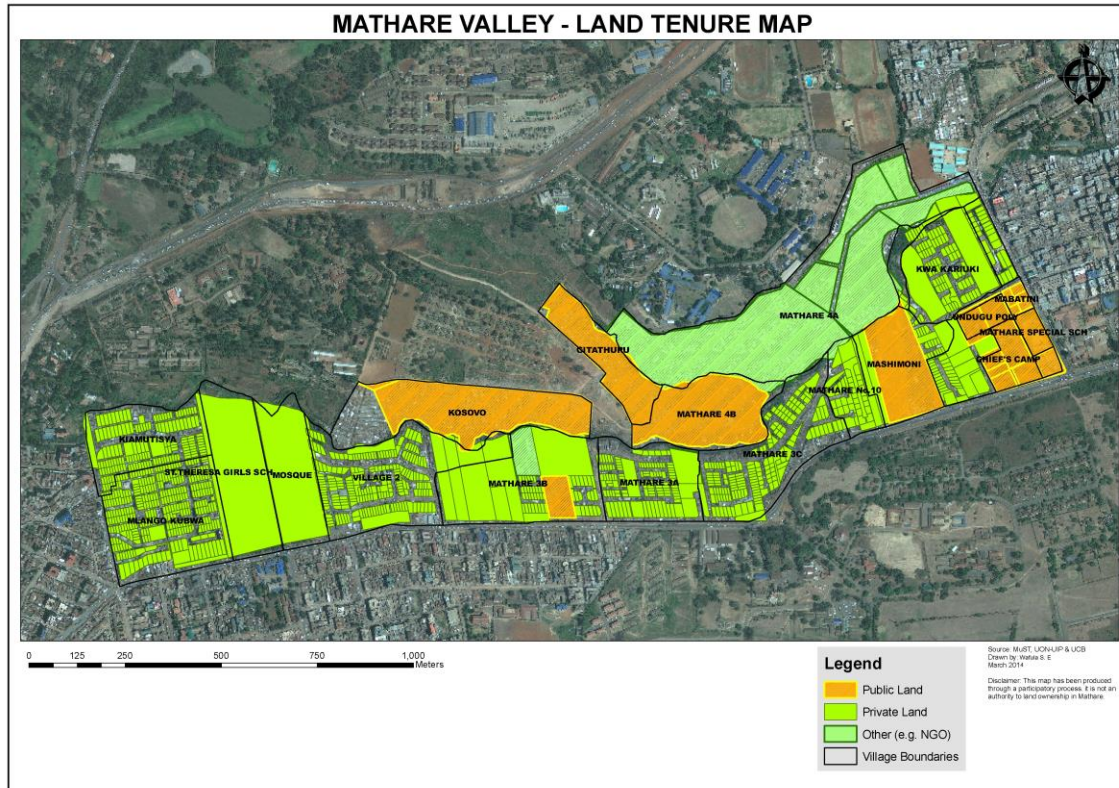 MATHARE VALLEY - LAND TENURE MAP
KWA KARIUKI
MABATINI
UNDUGU POLY
MATHARE SPECIAL SCH
CHIEF'S CAMP
MATHARE 4A
MASHIMONI
GITATHURU
MATHARE No.10
MATHARE 4B
KOSOVO
MATHARE 3C
KIAMUTISYA
ST.THERESA GIRLS SCH
MOSQUE
VILLAGE 2
MATHARE 3B
MATHARE 3A
MLANGO KUBWA
0 125 250 500 750 1,000
Meters
Legend
Public Land
Private Land
Other (e.g. NGO)
Village Boundaries
Source: MuST, UON-UIP & UCB
Drawn by: Watuia S. E
March 2014
Disclaimer: This map has been produced
through a participatory process. It is not an
authority to land ownership in Mathare.